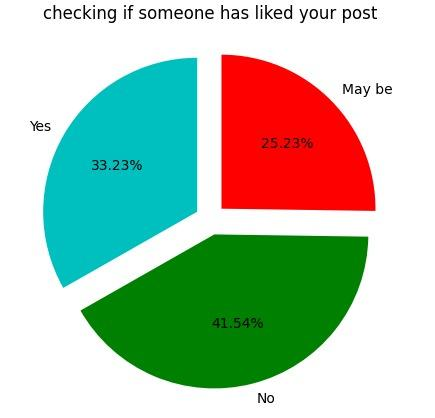 checking if someone has liked your post
May be
Yes
25.23%
33.23%
41.54%
No